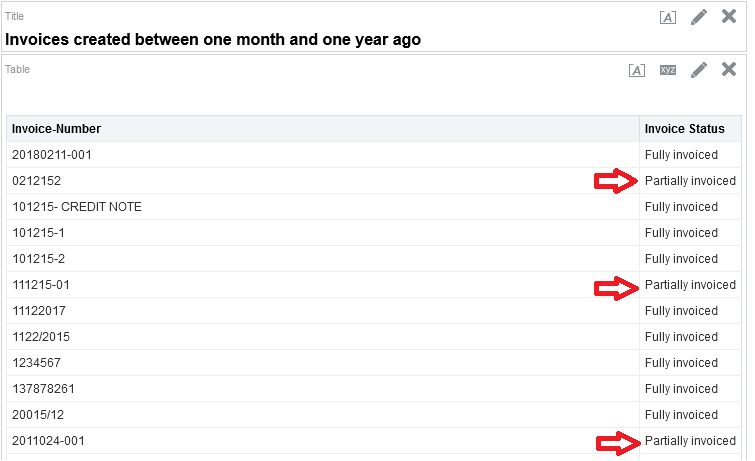 Title
Invoices created between one month and one year ago
Table
xyz
Invoice-Number Invoice Status
20180211-001 Fully invoiced
0212152 Partially invoiced
101215- CREDIT NOTE Fully invoiced
101215-1 Fully invoiced
101215-2 Fully invoiced
111215-01 Partially invoiced
11122017 Fully invoiced
1122/2015 Fully invoiced
1234567 Fully invoiced
137878261 Fully invoiced
20015/12 Fully invoiced
2011024-001 Partially invoiced